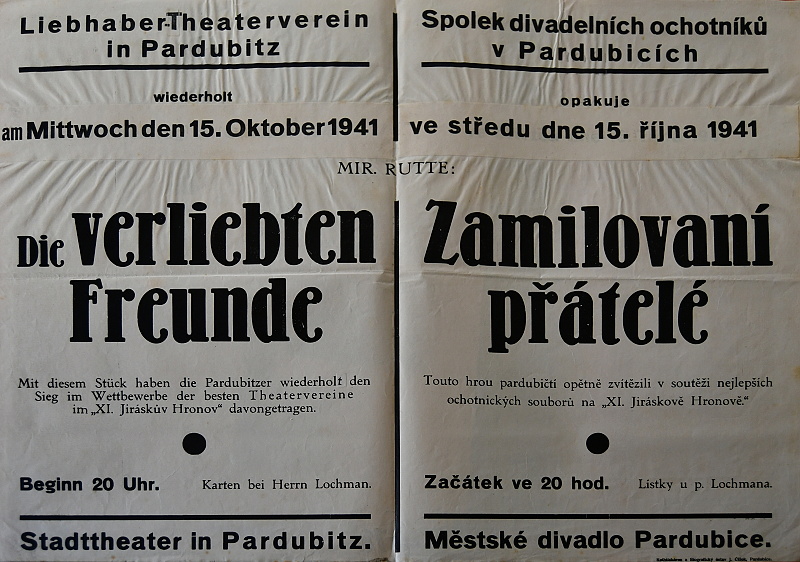 Liebhaber-Theaterverein
in Pardubitz
wiederholt
am Mittwoch den 15. Oktober 1941
Spolek divadelních ochotníků
v Pardubicích
opakuje
ve středu dne 15. října 1941
MIR. RUTTE:
Die verliebten
Freunde
Mit diesem Stück haben die Pardubitzer wiederholt den
Sieg im Wettbewerbe der besten Theatervereine
im „XI. Jiráskův Hronov“ davongetragen.
Beginn 20 Uhr. Karten bei Herrn Lochman.
Stadttheater in Pardubitz.
Zamilovaní
přátelé
Touto hrou pardubičtí opětně zvítězili v soutěži nejlepších
ochotnických souborů na „XI. Jiráskově Hronově.“
Začátek ve 20 hod. Lístky u p. Lochmana.
Městské divadlo Pardubice.